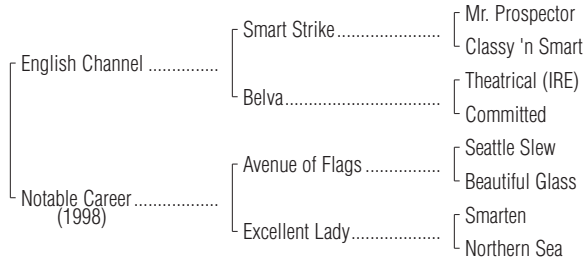 Mr. Prospector
Smart Strike
Classy 'n Smart
English Channel
Theatrical (IRE)
Belva
Committed
Seattle Slew
Avenue of Flags
Beautiful Glass
Notable Career
(1998)
Smarten
Excellent Lady
Northern Sea